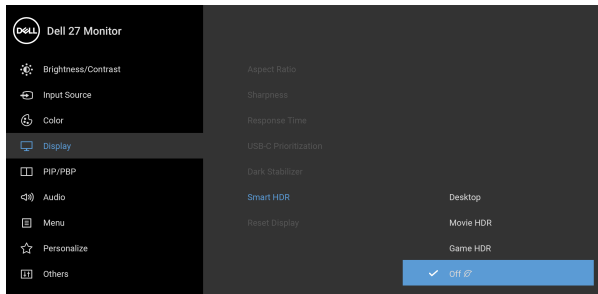 DELL
Dell 27 Monitor
Brightness/Contrast
Input Source
Color
Display
PIP/PBP
Audio
Menu
Personalize
Others
Aspect Ratio
Sharpness
Response Time
USB-C Prioritization
Dark Stabilizer
Smart HDR
Reset Display
Desktop
Movie HDR
Game HDR
Off